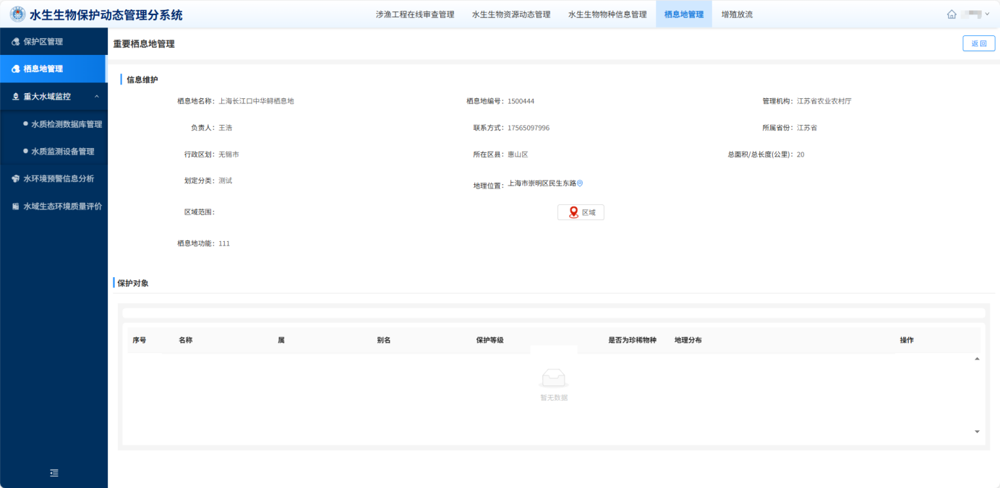 水生生物保护动态管理分系统
涉渔工程在线审查管理 水生生物资源动态管理 水生生物物种信息管理 栖息地管理 增殖放流
保护区管理
栖息地管理
重大水域监控
水质检测数据库管理
水质监测设备管理
水环境预警信息分析
水域生态环境质量评价
重要栖息地管理 返回
信息维护
栖息地名称: 上海长江口中华鲟栖息地 栖息地编号: 1500444 管理机构: 江苏省农业农村厅
负责人: 王浩 联系方式: 17565097996 所属省份: 江苏省
行政区划: 无锡市 所在区县: 惠山区 总面积/总长度(公里): 20
划定分类: 测试 地理位置: 上海市崇明区民生东路
区域范围: 区域
栖息地功能: 111
保护对象
序号 名称 属 别名 保护等级 是否为珍稀物种 地理分布 操作
暂无数据